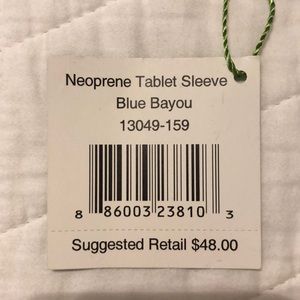 Neoprene Tablet Sleeve
Blue Bayou
13049-159
8 86003 23810 3
Suggested Retail $48.00